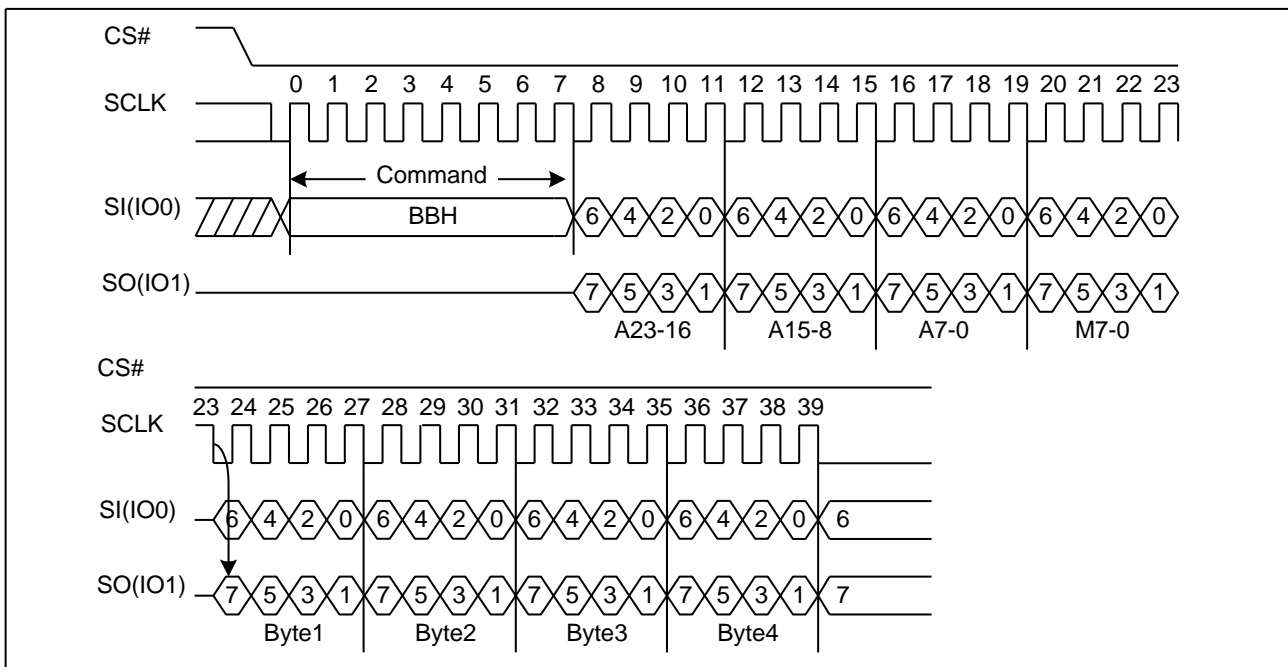 CS#
0 1 2 3 4 5 6 7 8 9 10 11 12 13 14 15 16 17 18 19 20 21 22 23
SCLK
Command
SI(IO0) BBH 6 4 2 0 6 4 2 0 6 4 2 0 6 4 2 0
SO(IO1) 7 5 3 1 7 5 3 1 7 5 3 1 7 5 3 1
A23-16 A15-8 A7-0 M7-0
CS#
23 24 25 26 27 28 29 30 31 32 33 34 35 36 37 38 39
SCLK
SI(IO0) 6 4 2 0 6 4 2 0 6 4 2 0 6 4 2 0 6
SO(IO1) 7 5 3 1 7 5 3 1 7 5 3 1 7 5 3 1 7
Byte1 Byte2 Byte3 Byte4